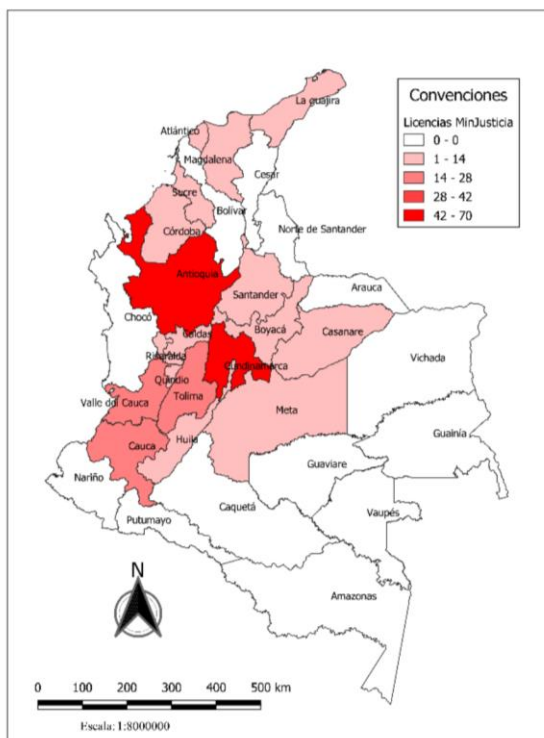 Convenciones
Licencias MinJusticia
0 - 0
1 - 14
14 - 28
28 - 42
42 - 70
La guajira
Atlántico
Magdalena
Cesar
Sucre
Bolívar
Norte de Santander
Córdoba
Antioquia
Arauca
Santander
Chocó
Boyacá
Casanare
Caldas
Vichada
Risaralda
Cundinamarca
Quindío
Valle del Cauca
Tolima
Meta
Guainía
Cauca
Huila
Guaviare
Nariño
Caquetá
Vaupés
Putumayo
Amazonas
N
0 100 200 300 400 500 km
Escala: 1:8000000